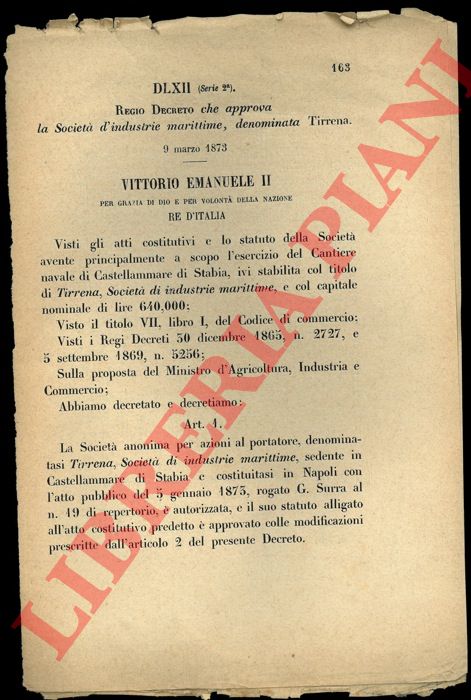 163
DLXII (Serie 2ª).
REGIO DECRETO che approva
la Società d'industrie marittime, denominata Tirrena.
9 marzo 1873
VITTORIO EMANUELE II
PER GRAZIA DI DIO E PER VOLONTÀ DELLA NAZIONE
RE D'ITALIA
Visti gli atti costitutivi e lo statuto della Società
avente principalmente a scopo l'esercizio del Cantiere
navale di Castellammare di Stabia, ivi stabilita col titolo
di Tirrena, Società di industrie marittime, e col capitale
nominale di lire 640,000;
Visto il titolo VII, libro I, del Codice di commercio;
Visti i Regi Decreti 30 dicembre 1865, n. 2727, e
5 settembre 1869, n. 5256;
Sulla proposta del Ministro d'Agricoltura, Industria e
Commercio;
Abbiamo decretato e decretiamo:
Art. 1.
La Società anonima per azioni al portatore, denomina-
tasi Tirrena, Società di industrie marittime, sedente in
Castellammare di Stabia e costituitasi in Napoli con
l'atto pubblico del 5 gennaio 1873, rogato G. Surra al
n. 19 di repertorio, è autorizzata, e il suo statuto alligato
all'atto costitutivo predetto è approvato colle modificazioni
prescritte dall'articolo 2 del presente Decreto.
LIBRERIA PIANI